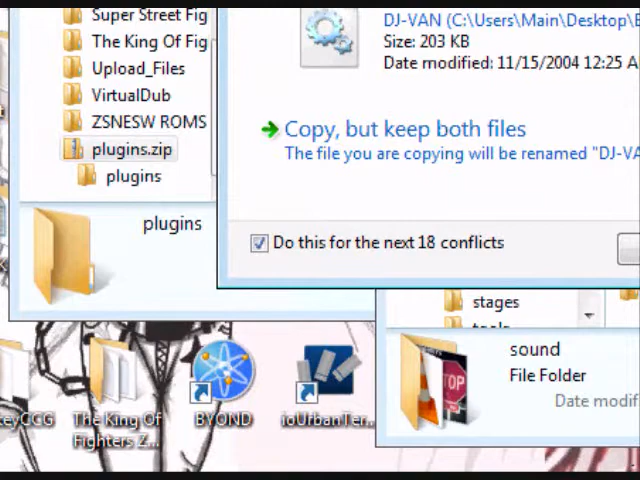 Super Street Fig
The King Of Fig
Upload_Files
VirtualDub
ZSNESW ROMS
plugins.zip
plugins
plugins
DJ-VAN (C:\Users\Main\Desktop\
Size: 203 KB
Date modified: 11/15/2004 12:25 A
Copy, but keep both files
The file you are copying will be renamed "DJ-VA
Do this for the next 18 conflicts
stages
sound
File Folder
Date modif
STOP
keyCCG
The King Of
Fighters Z...
BYOND
ioUrbanTer...